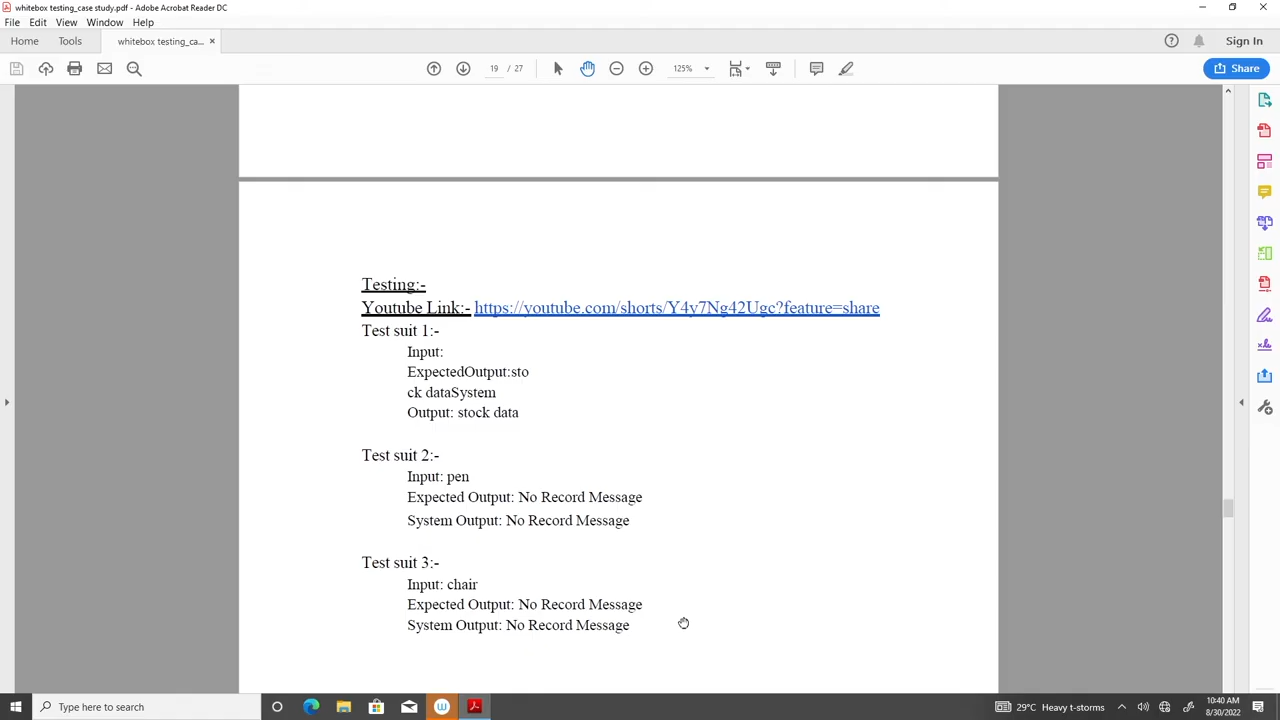 whitebox testing_case study.pdf - Adobe Acrobat Reader DC
File Edit View Window Help
Home Tools whitebox testing_ca... × Sign In
19 / 27 125% Share
Testing:-
Youtube Link:- https://youtube.com/shorts/Y4y7Ng42Ugc?feature=share
Test suit 1:-
Input:
ExpectedOutput:sto
ck dataSystem
Output: stock data
Test suit 2:-
Input: pen
Expected Output: No Record Message
System Output: No Record Message
Test suit 3:-
Input: chair
Expected Output: No Record Message
System Output: No Record Message
Type here to search
29°C Heavy t-storms
10:40 AM
8/30/2022